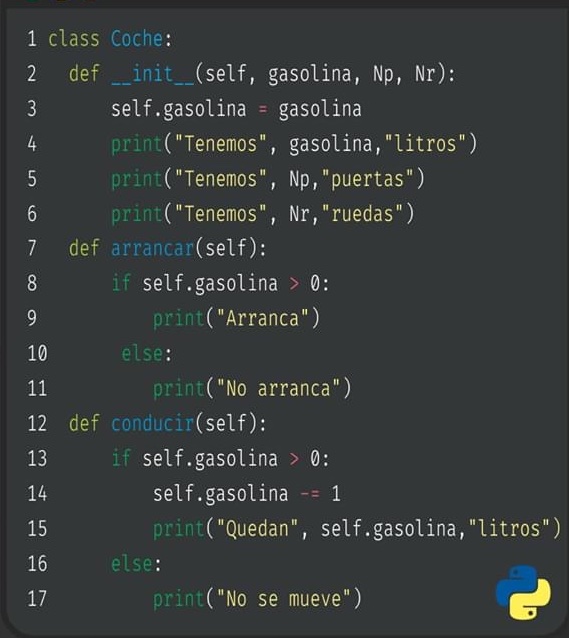 1 class Coche:
2   def __init__(self, gasolina, Np, Nr):
3       self.gasolina = gasolina
4       print("Tenemos", gasolina,"litros")
5       print("Tenemos", Np,"puertas")
6       print("Tenemos", Nr,"ruedas")
7   def arrancar(self):
8       if self.gasolina > 0:
9           print("Arranca")
10       else:
11          print("No arranca")
12  def conducir(self):
13      if self.gasolina > 0:
14          self.gasolina -= 1
15          print("Quedan", self.gasolina,"litros")
16      else:
17          print("No se mueve")